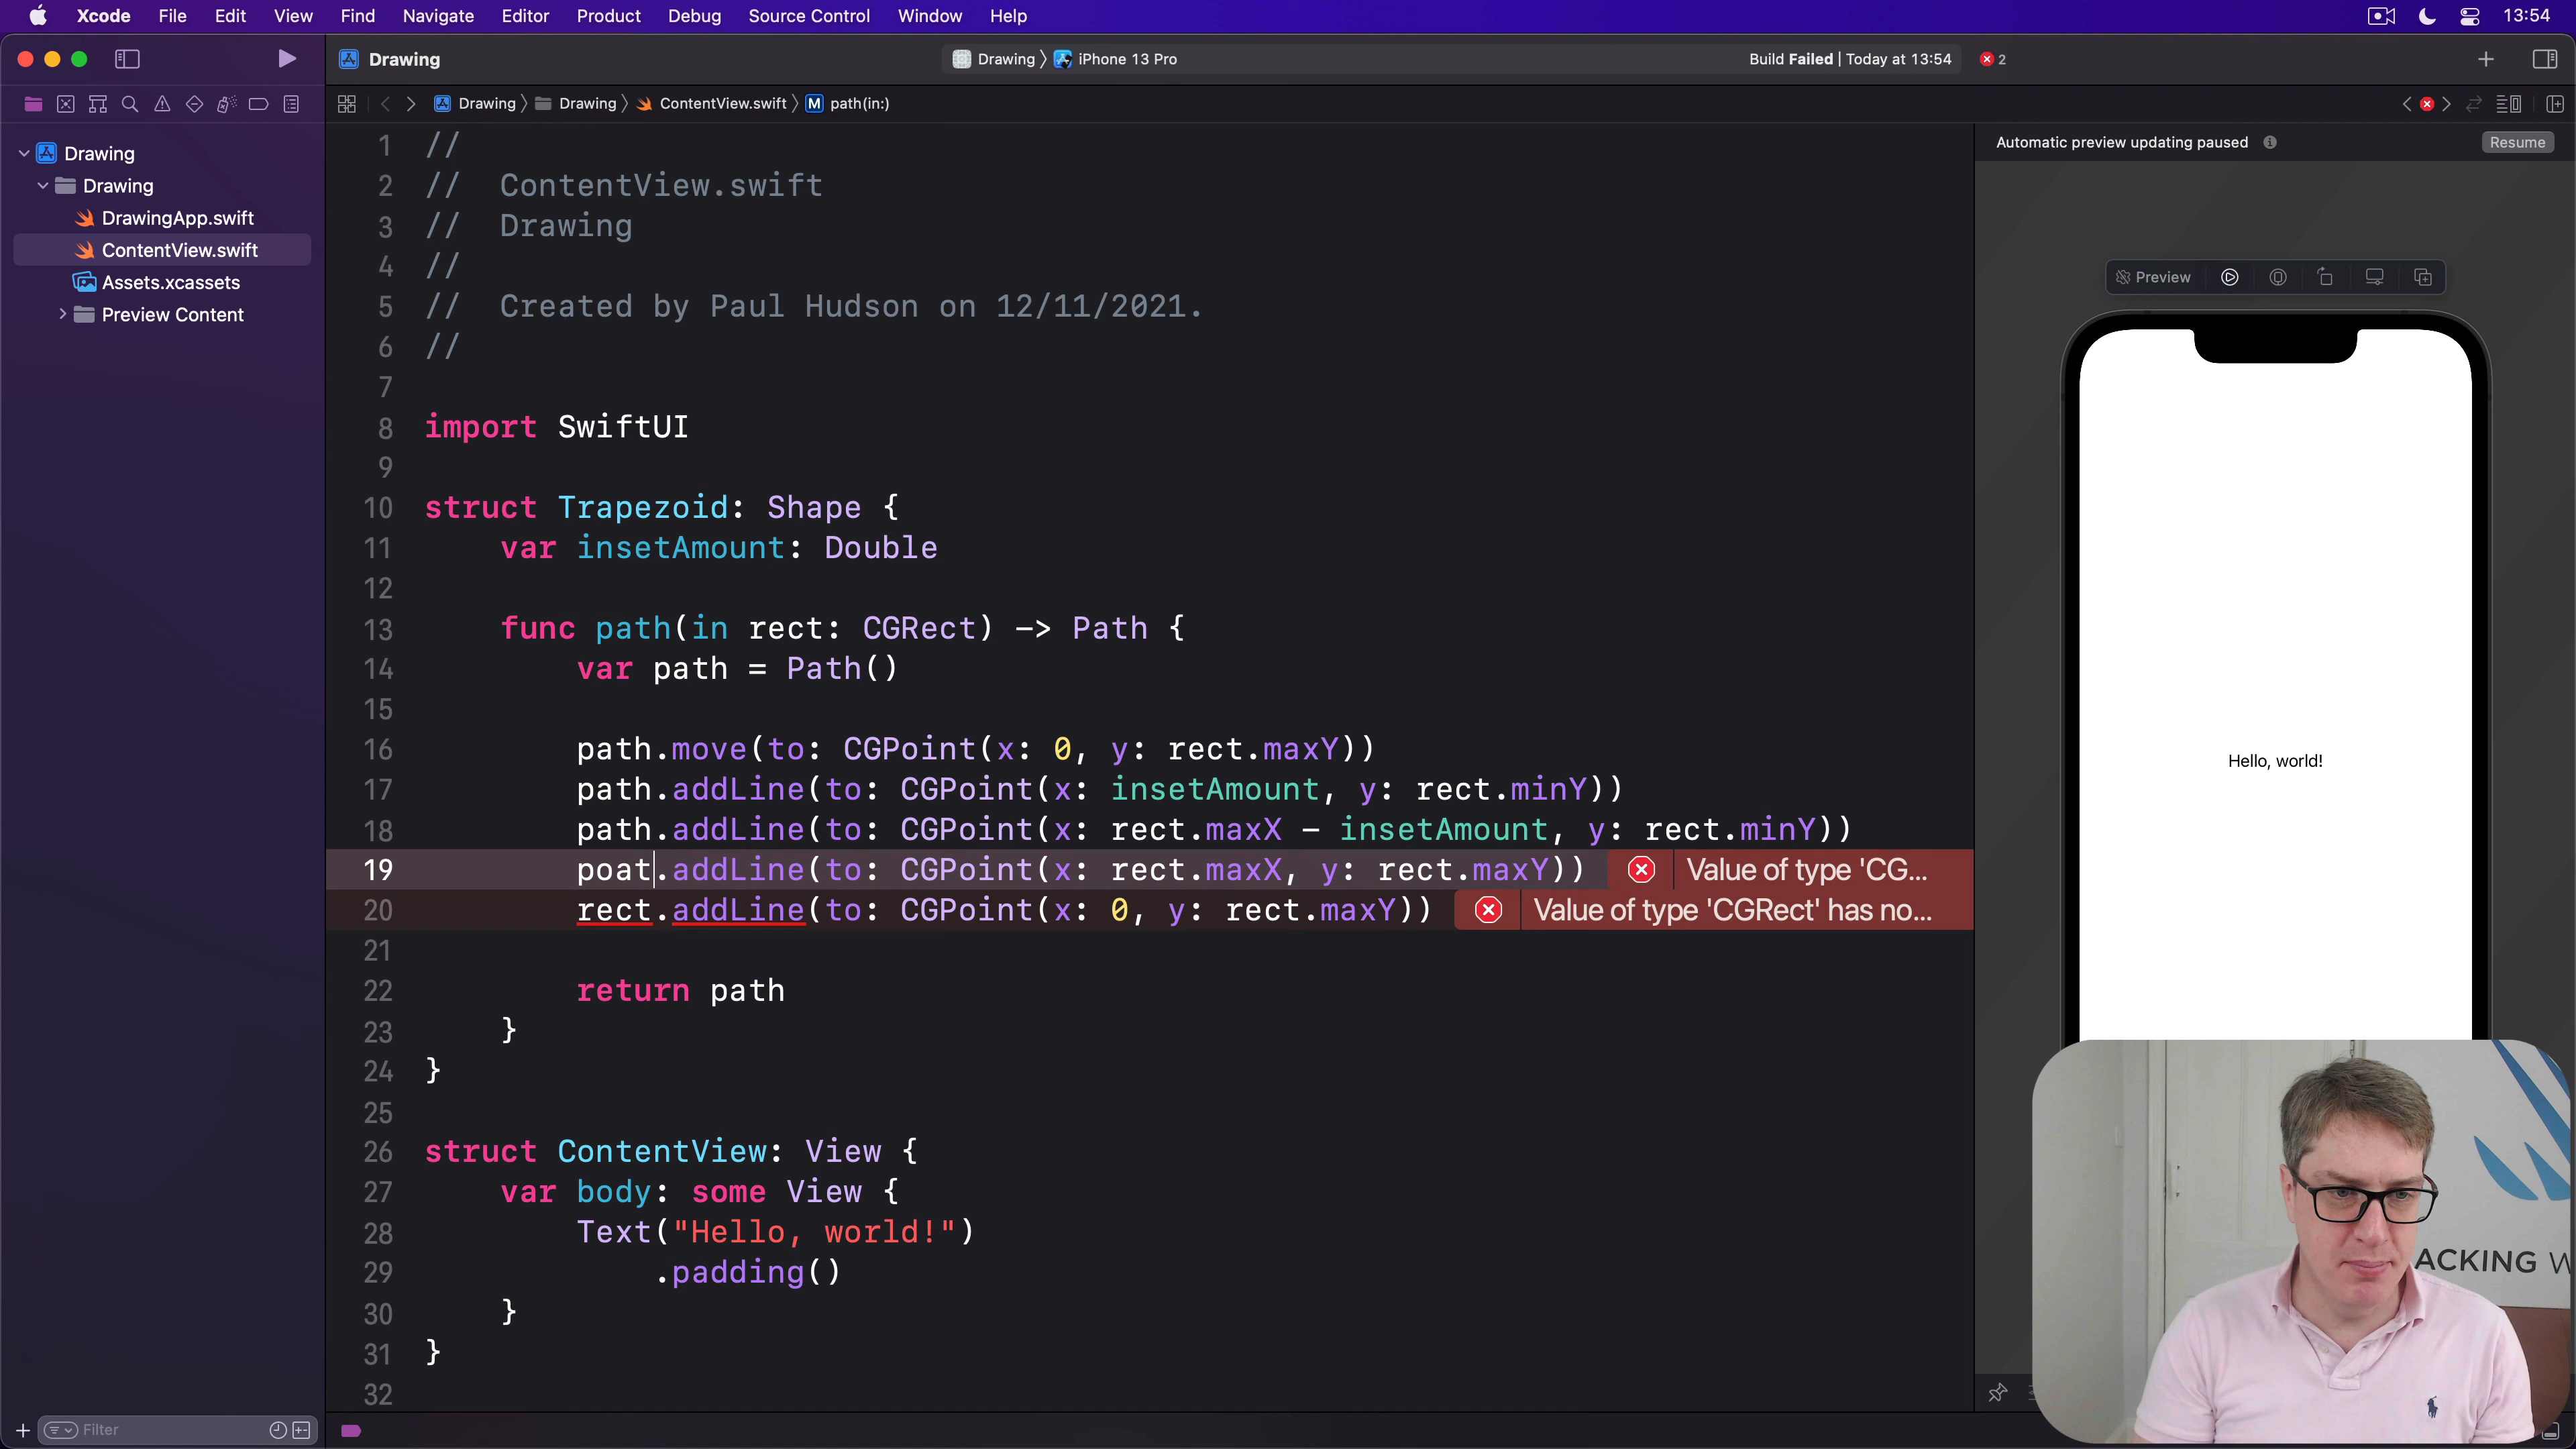 Xcode File Edit View Find Navigate Editor Product Debug Source Control Window Help 13:54
Drawing
Drawing 〉 iPhone 13 Pro
Build Failed | Today at 13:54
2
Drawing 〉 Drawing 〉 ContentView.swift 〉 M path(in:)
Drawing
Drawing
DrawingApp.swift
ContentView.swift
Assets.xcassets
Preview Content
Filter
1 //
2 //  ContentView.swift
3 //  Drawing
4 //
5 //  Created by Paul Hudson on 12/11/2021.
6 //
7
8 import SwiftUI
9
10 struct Trapezoid: Shape {
11     var insetAmount: Double
12
13     func path(in rect: CGRect) -> Path {
14         var path = Path()
15
16         path.move(to: CGPoint(x: 0, y: rect.maxY))
17         path.addLine(to: CGPoint(x: insetAmount, y: rect.minY))
18         path.addLine(to: CGPoint(x: rect.maxX - insetAmount, y: rect.minY))
19         poat.addLine(to: CGPoint(x: rect.maxX, y: rect.maxY)) Value of type 'CG...
20         rect.addLine(to: CGPoint(x: 0, y: rect.maxY)) Value of type 'CGRect' has no...
21
22         return path
23     }
24 }
25
26 struct ContentView: View {
27     var body: some View {
28         Text("Hello, world!")
29             .padding()
30     }
31 }
32
Automatic preview updating paused
Resume
Preview
Hello, world!
ACKING W